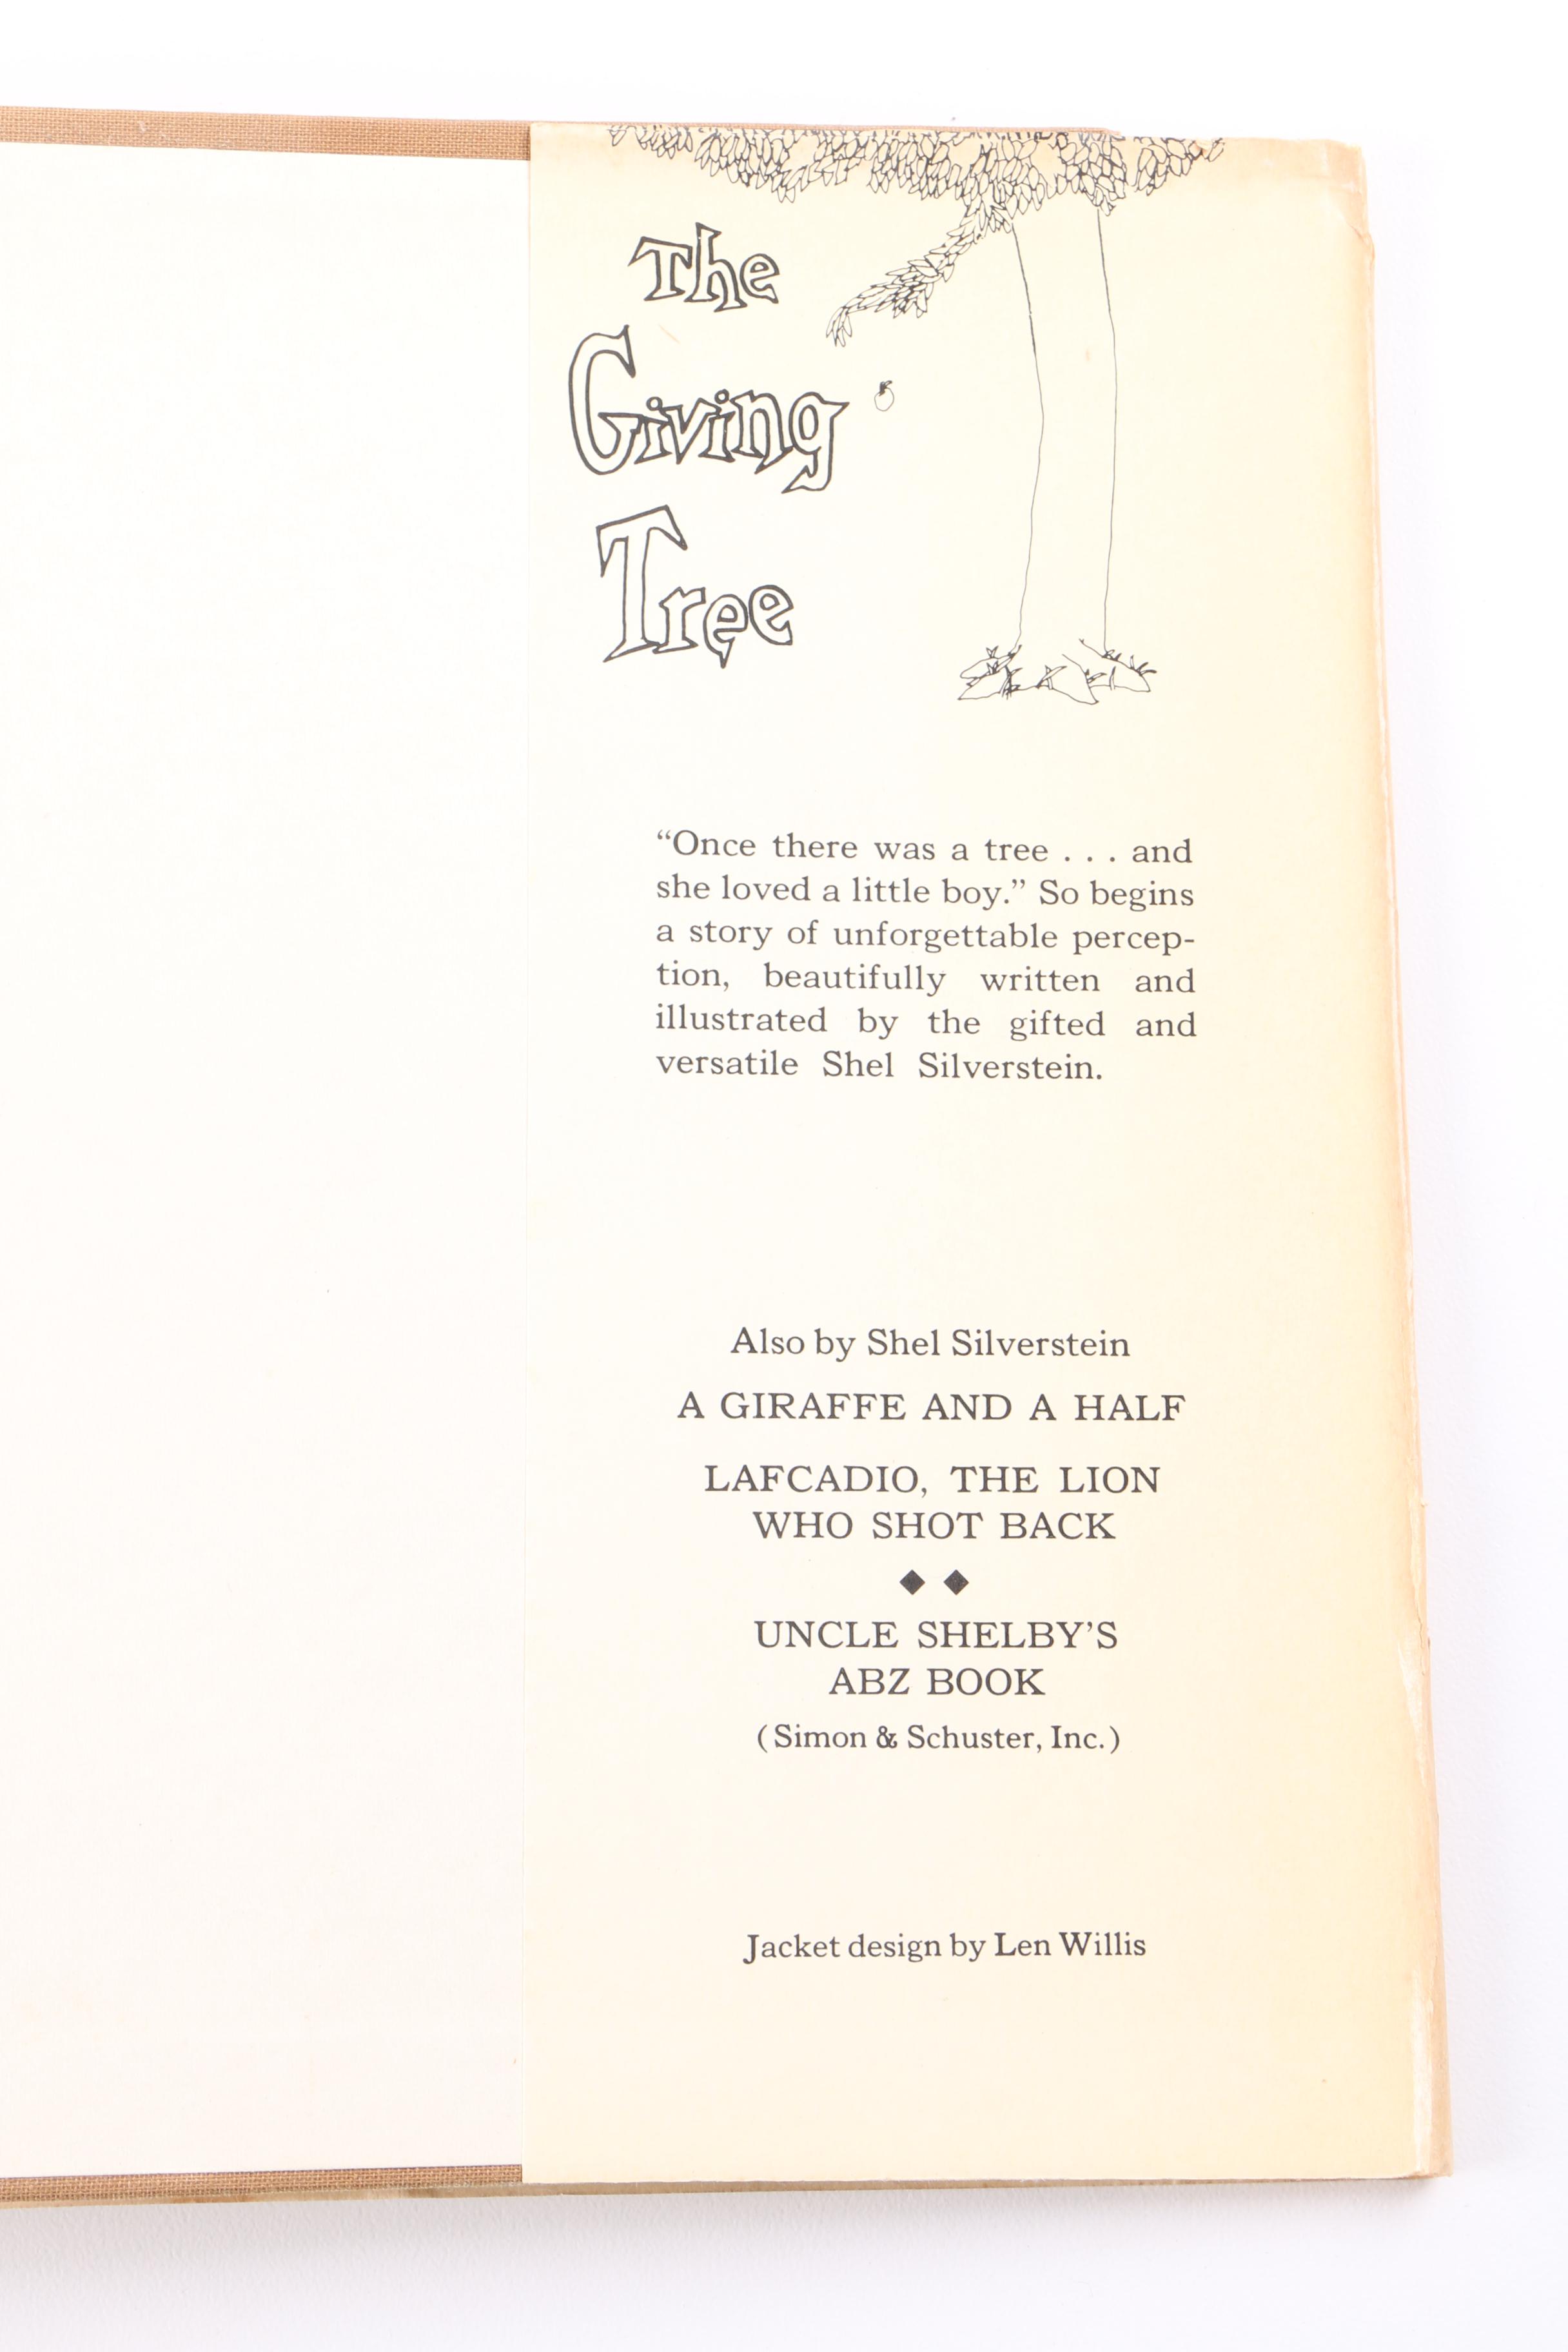 The
Giving
Tree
“Once there was a tree . . . and
she loved a little boy.” So begins
a story of unforgettable percep-
tion, beautifully written and
illustrated by the gifted and
versatile Shel Silverstein.
Also by Shel Silverstein
A GIRAFFE AND A HALF
LAFCADIO, THE LION
WHO SHOT BACK
◆ ◆
UNCLE SHELBY’S
ABZ BOOK
(Simon & Schuster, Inc.)
Jacket design by Len Willis